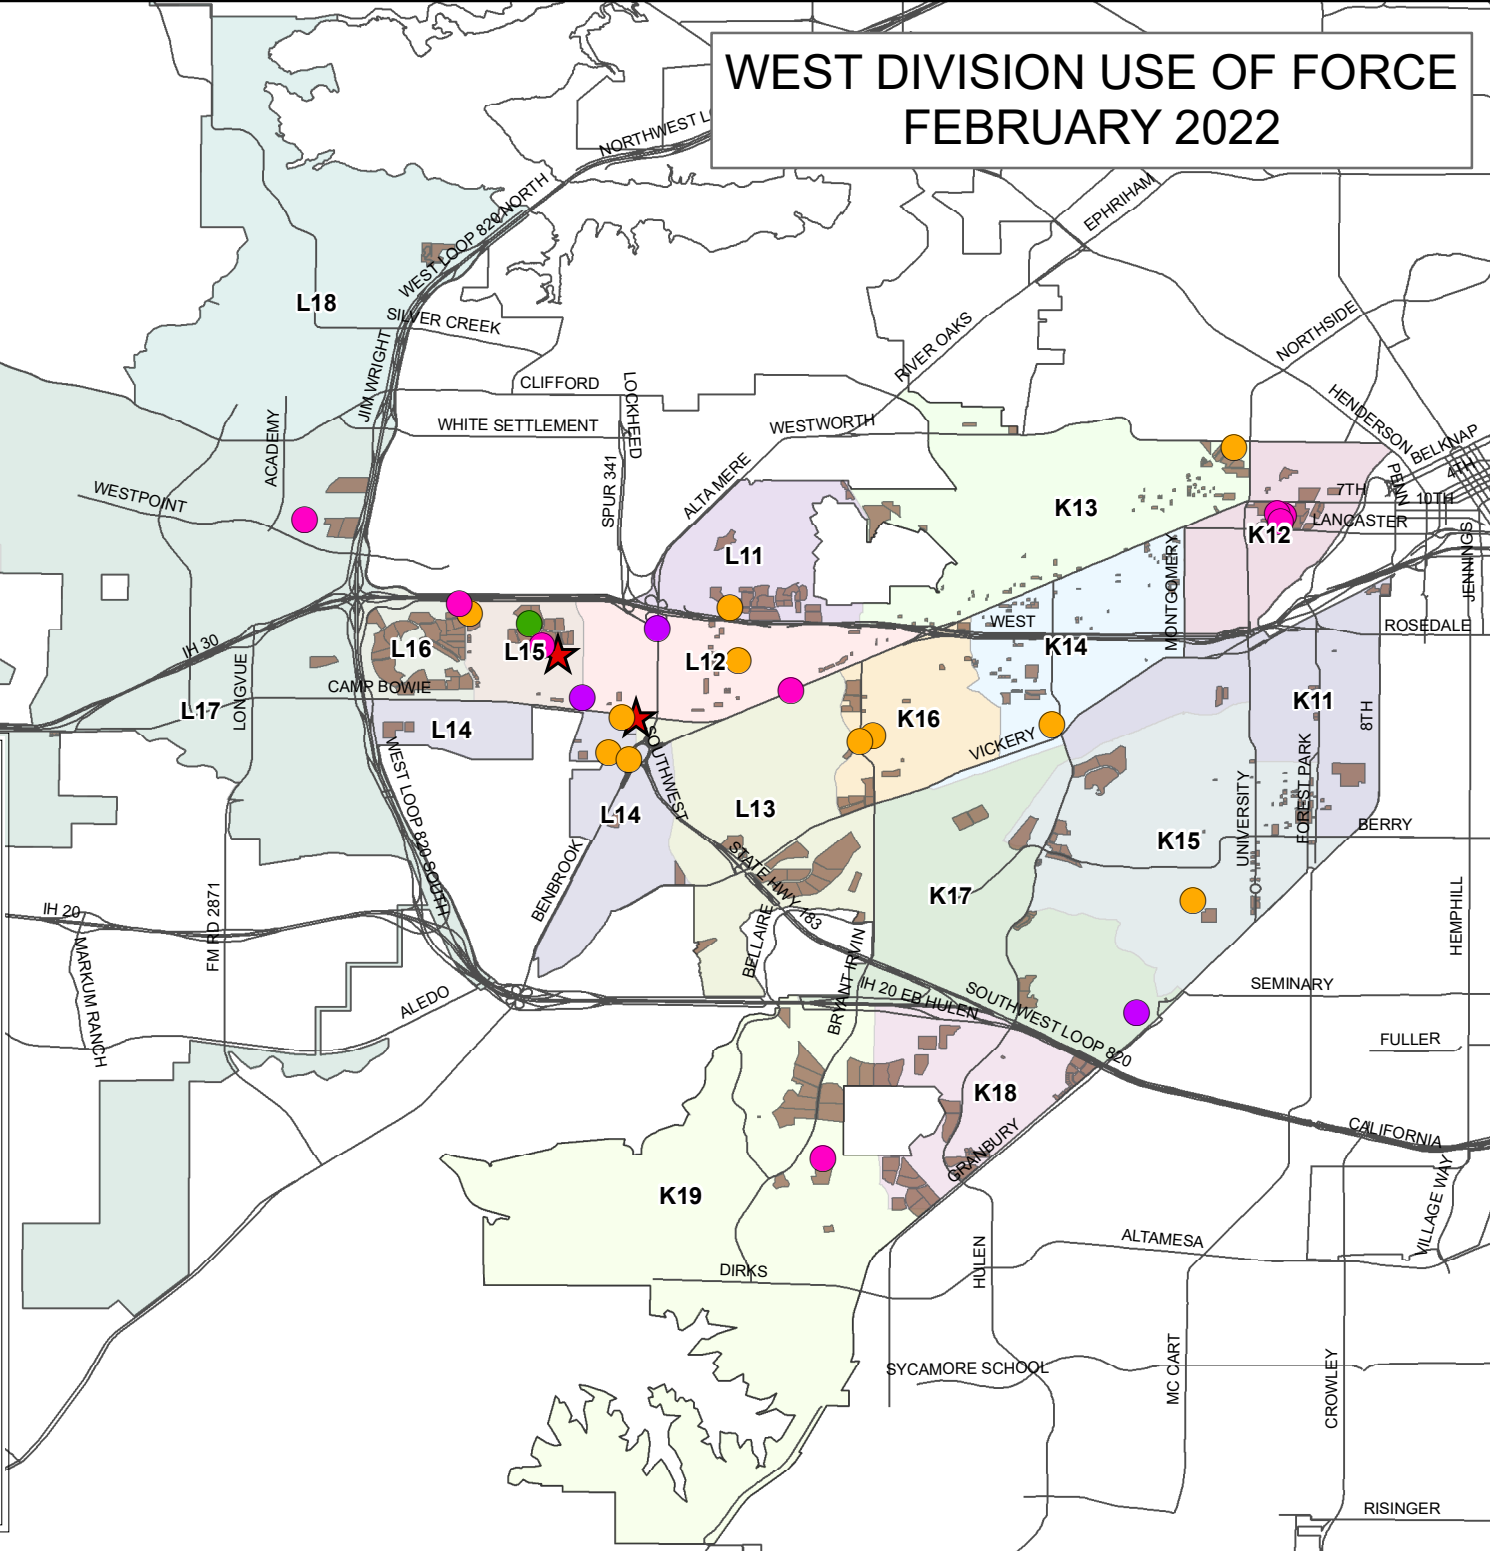 WEST DIVISION USE OF FORCE
FEBRUARY 2022
NORTHWEST L
WEST LOOP 820 NORTH
EPHRIHAM
L18
SILVER CREEK
JIM WRIGHT
RIVER OAKS
NORTHSIDE
CLIFFORD
LOCKHEED
WHITE SETTLEMENT
WESTWORTH
HENDERSON
BELKNAP
4TH
ACADEMY
WESTPOINT
SPUR 341
ALTA MERE
PENN
7TH
10TH
LANCASTER
K13
K12
L11
MONTGOMERY
JENNINGS
WEST
ROSEDALE
IH 30
L16
L15
L12
K14
CAMP BOWIE
LONGVUE
L17
L14
K16
K11
8TH
VICKERY
SOUTHWEST
WEST LOOP 820 SOUTH
L14
L13
UNIVERSITY
FOREST PARK
BERRY
K15
STATE HWY 183
BENBROOK
K17
IH 20
FM RD 2871
MARKUM RANCH
BELLAIRE
BRYANT IRVIN
HEMPHILL
ALEDO
IH 20 EB HULEN
SOUTHWEST LOOP 820
SEMINARY
FULLER
K18
GRANBURY
CALIFORNIA
K19
VILLAGE WAY
ALTAMESA
HULEN
DIRKS
SYCAMORE SCHOOL
MC CART
CROWLEY
RISINGER